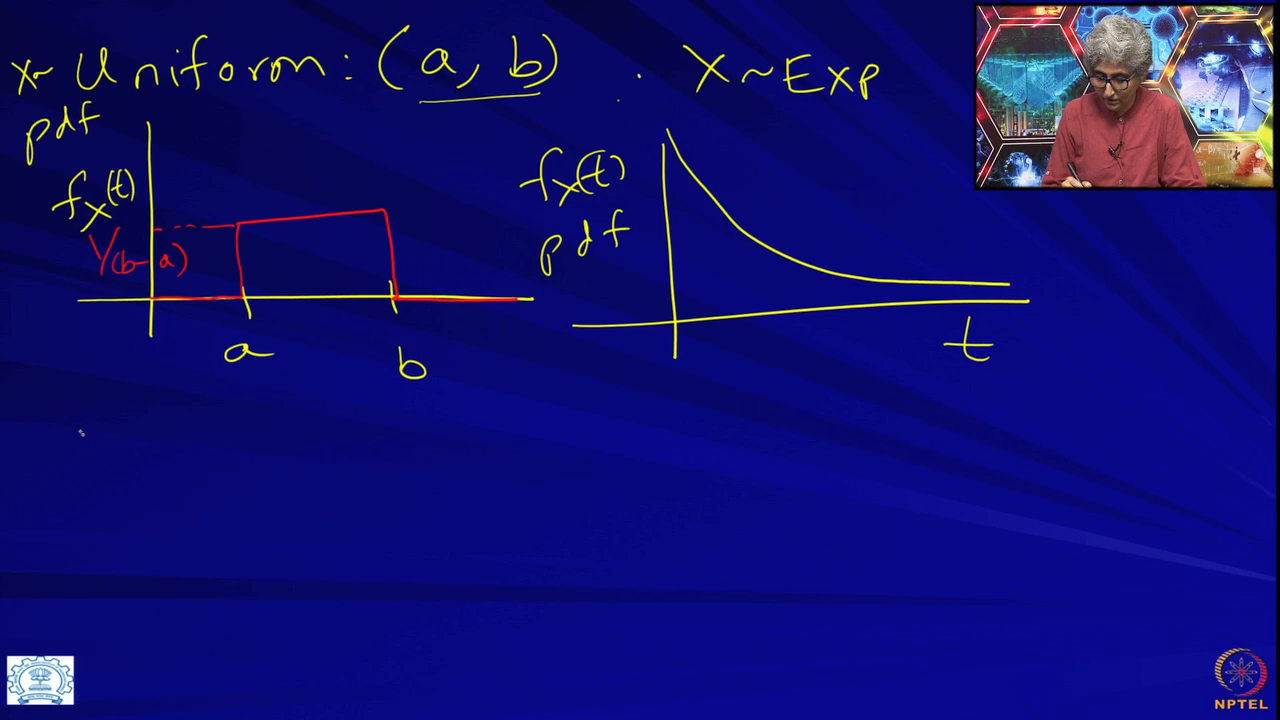 X~ Uniform: (a, b)
pdf
fX(t)
1/(b-a)
a
b
X ~ Exp
fX(t)
pdf
t
NPTEL